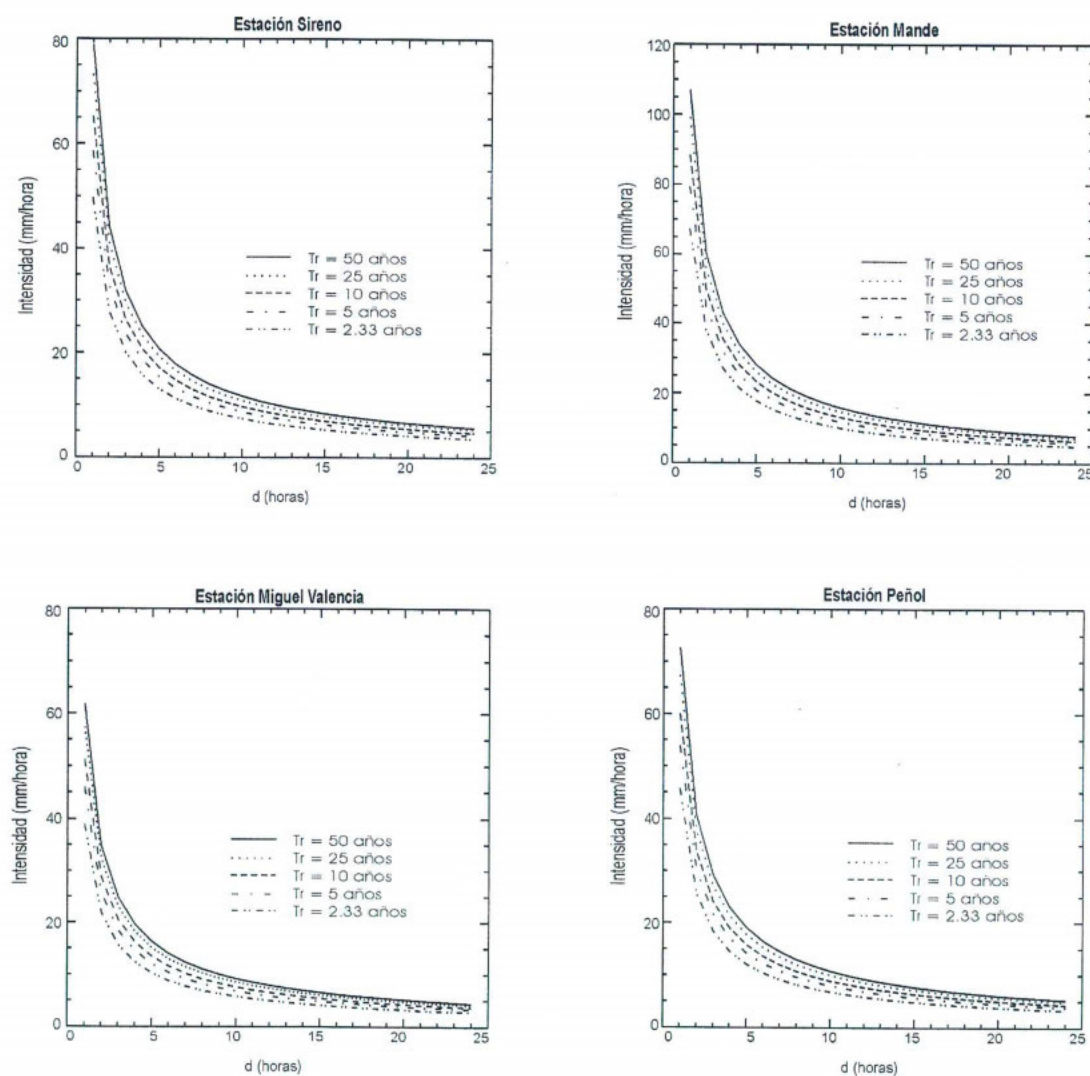 Estación Sireno
80
60
40
20
0
Intensidad (mm/hora)
Tr = 50 años
Tr = 25 años
Tr = 10 años
Tr = 5 años
Tr = 2.33 años
0 5 10 15 20 25
d (horas)
Estación Mande
120
100
80
60
40
20
0
Intensidad (mm/hora)
Tr = 50 años
Tr = 25 años
Tr = 10 años
Tr = 5 años
Tr = 2.33 años
0 5 10 15 20 25
d (horas)
Estación Miguel Valencia
80
60
40
20
0
Intensidad (mm/hora)
Tr = 50 años
Tr = 25 años
Tr = 10 años
Tr = 5 años
Tr = 2.33 años
0 5 10 15 20 25
d (horas)
Estación Peñol
80
60
40
20
0
Intensidad (mm/hora)
Tr = 50 años
Tr = 25 años
Tr = 10 años
Tr = 5 años
Tr = 2.33 años
0 5 10 15 20 25
d (horas)